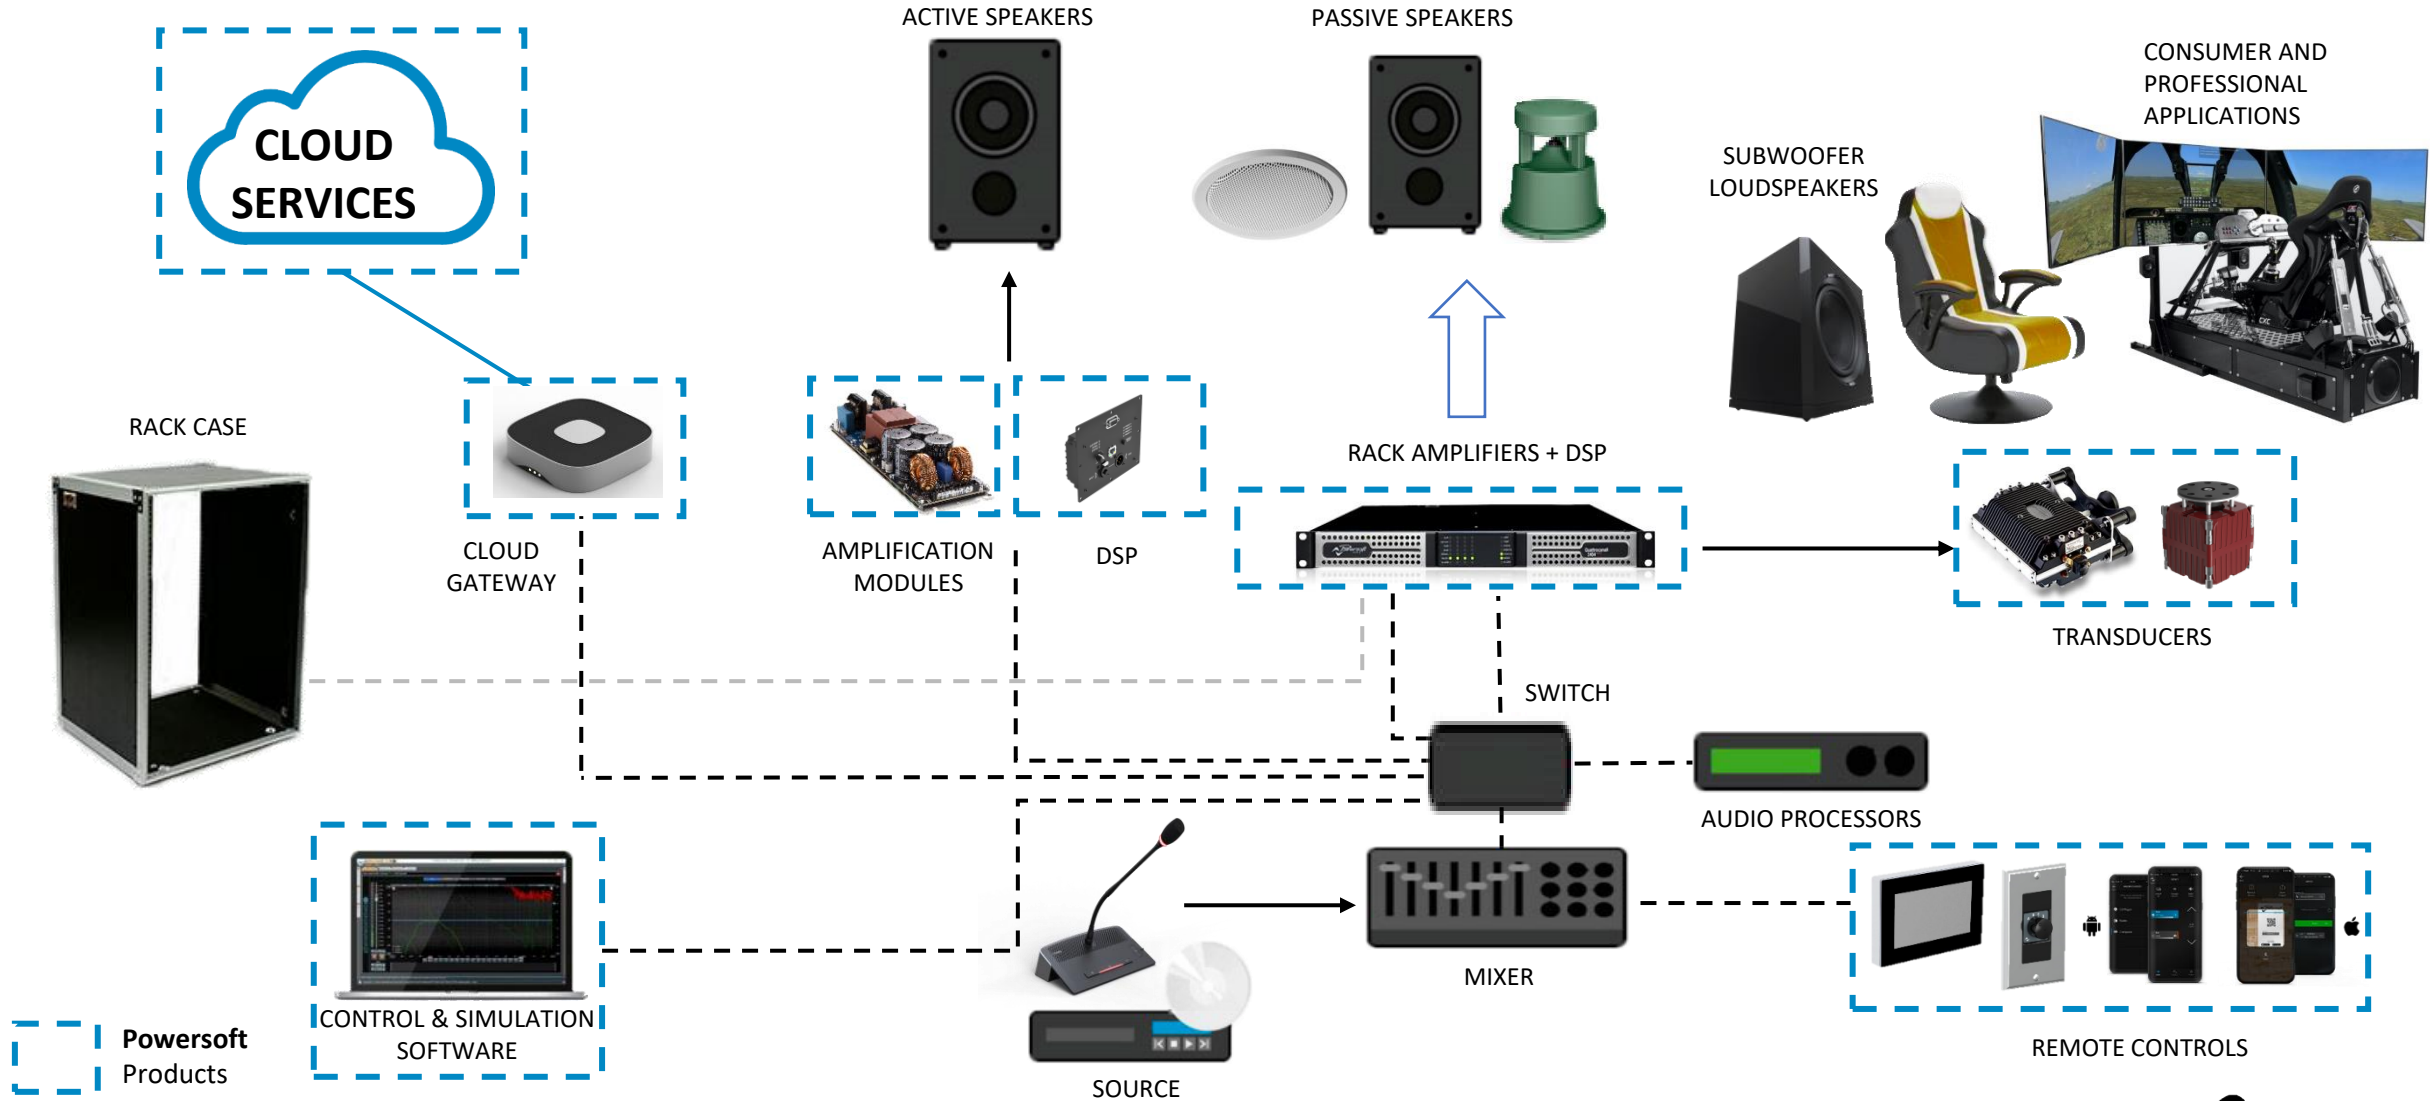 ACTIVE SPEAKERS
PASSIVE SPEAKERS
CONSUMER AND
PROFESSIONAL
APPLICATIONS
CLOUD
SERVICES
SUBWOOFER
LOUDSPEAKERS
RACK CASE
RACK AMPLIFIERS + DSP
CLOUD
GATEWAY
AMPLIFICATION
MODULES
DSP
TRANSDUCERS
SWITCH
AUDIO PROCESSORS
MIXER
CONTROL & SIMULATION
SOFTWARE
REMOTE CONTROLS
Powersoft
Products
SOURCE